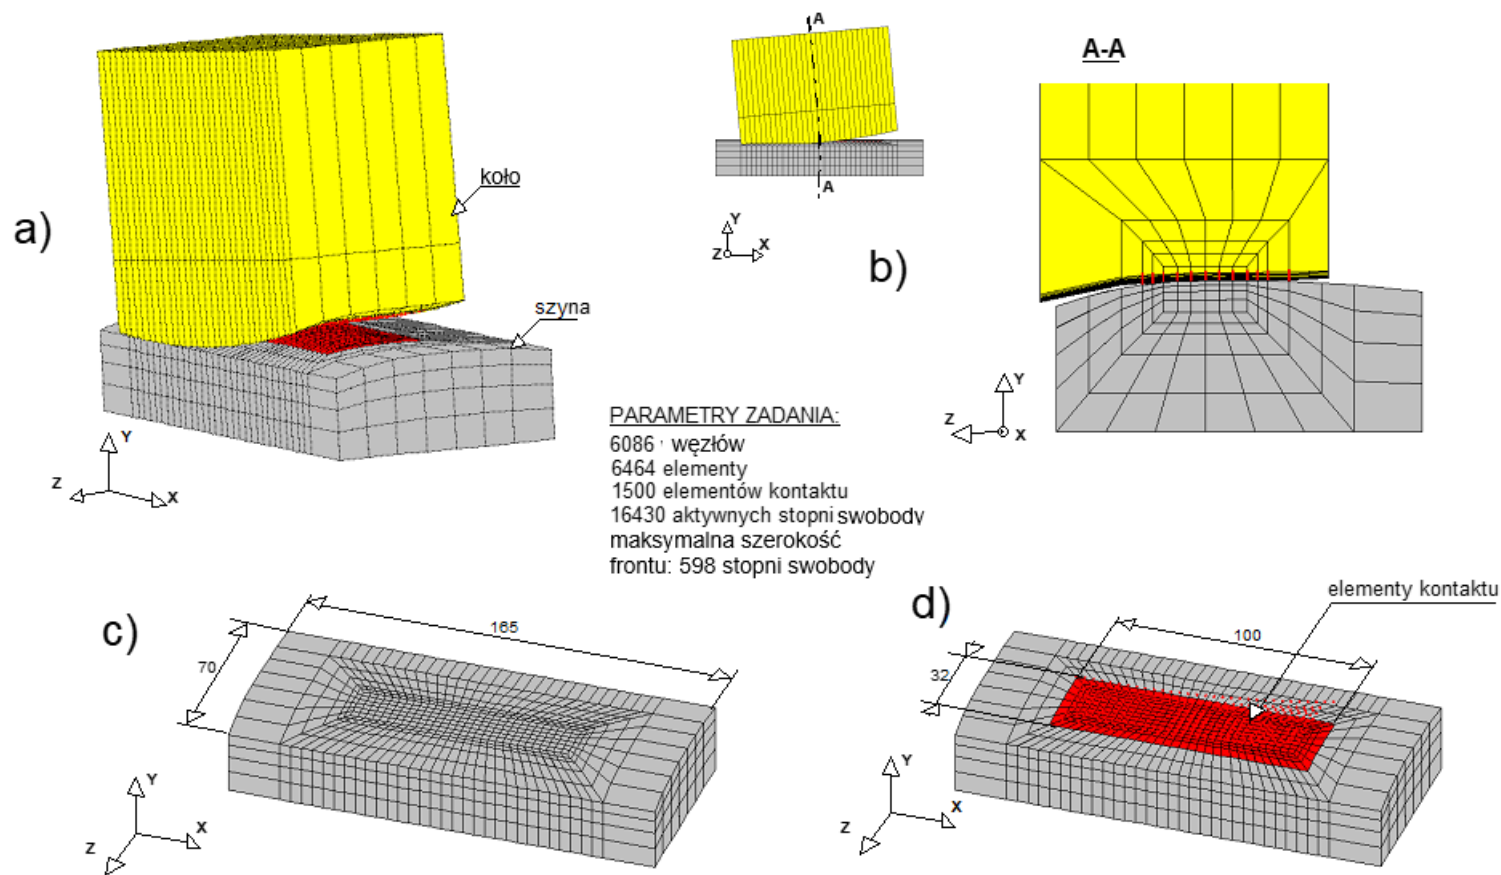 a)
koło
szyna
Y
Z
X
A
A
Y
Z
X
b)
A-A
Y
Z
X
PARAMETRY ZADANIA:
6086 węzłów
6464 elementy
1500 elementów kontaktu
16430 aktywnych stopni swobody
maksymalna szerokość
frontu: 598 stopni swobody
c)
165
70
Y
X
Z
d)
elementy kontaktu
100
32
Y
X
Z